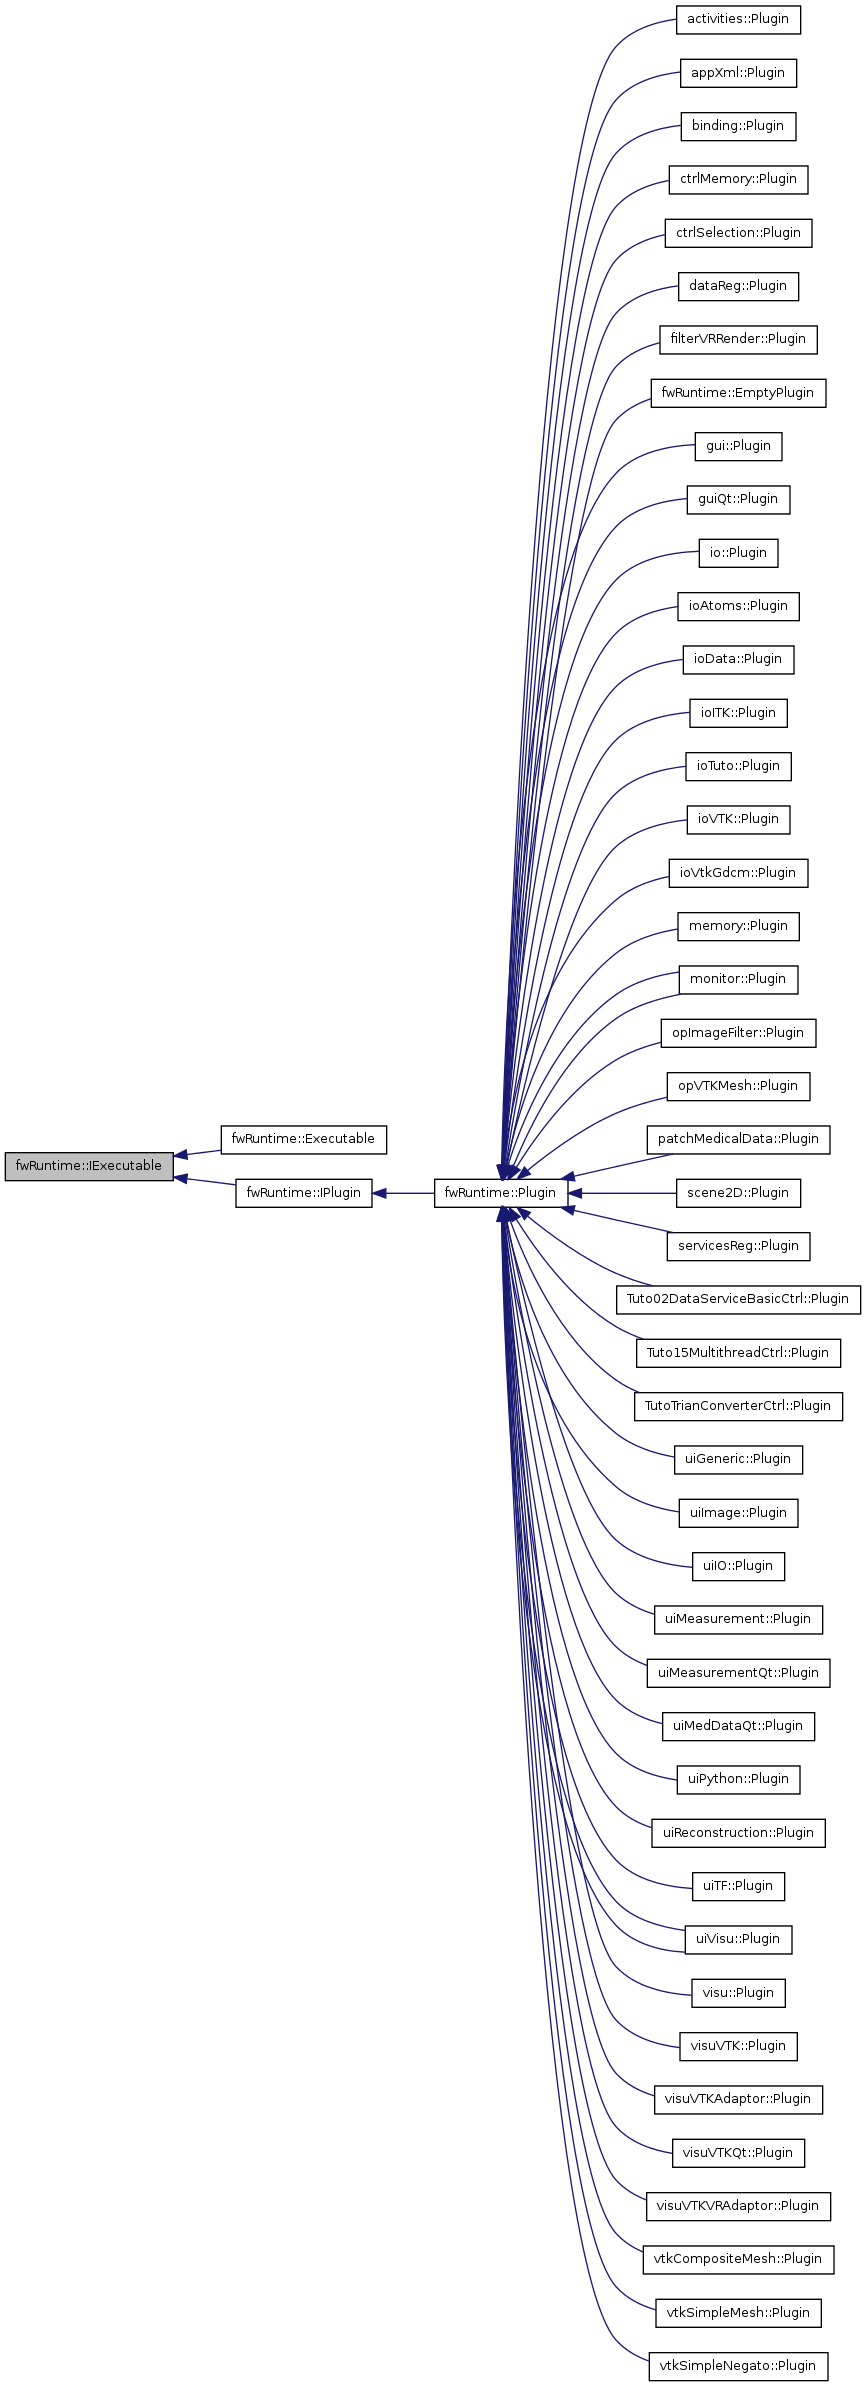 activities::Plugin
appXml::Plugin
binding::Plugin
ctrlMemory::Plugin
ctrlSelection::Plugin
dataReg::Plugin
filterVRRender::Plugin
fwRuntime::EmptyPlugin
gui::Plugin
guiQt::Plugin
io::Plugin
ioAtoms::Plugin
ioData::Plugin
ioITK::Plugin
ioTuto::Plugin
ioVTK::Plugin
ioVtkGdcm::Plugin
memory::Plugin
monitor::Plugin
opImageFilter::Plugin
opVTKMesh::Plugin
patchMedicalData::Plugin
fwRuntime::IExecutable
fwRuntime::Executable
fwRuntime::IPlugin
fwRuntime::Plugin
scene2D::Plugin
servicesReg::Plugin
Tuto02DataServiceBasicCtrl::Plugin
Tuto15MultithreadCtrl::Plugin
TutoTrianConverterCtrl::Plugin
uiGeneric::Plugin
uiImage::Plugin
uiIO::Plugin
uiMeasurement::Plugin
uiMeasurementQt::Plugin
uiMedDataQt::Plugin
uiPython::Plugin
uiReconstruction::Plugin
uiTF::Plugin
uiVisu::Plugin
visu::Plugin
visuVTK::Plugin
visuVTKAdaptor::Plugin
visuVTKQt::Plugin
visuVTKVRAdaptor::Plugin
vtkCompositeMesh::Plugin
vtkSimpleMesh::Plugin
vtkSimpleNegato::Plugin